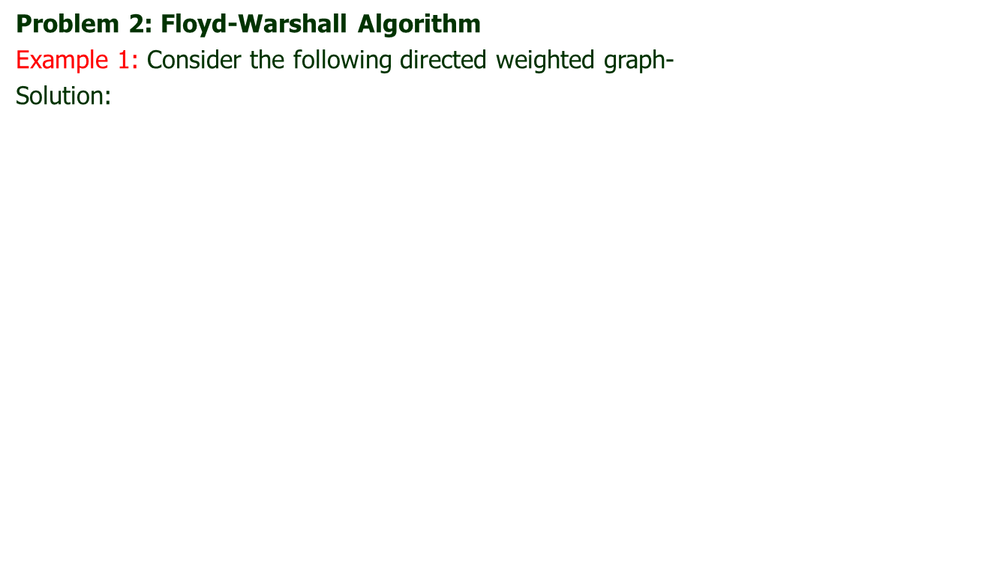 Problem 2: Floyd-Warshall Algorithm
Example 1: Consider the following directed weighted graph-
Solution: